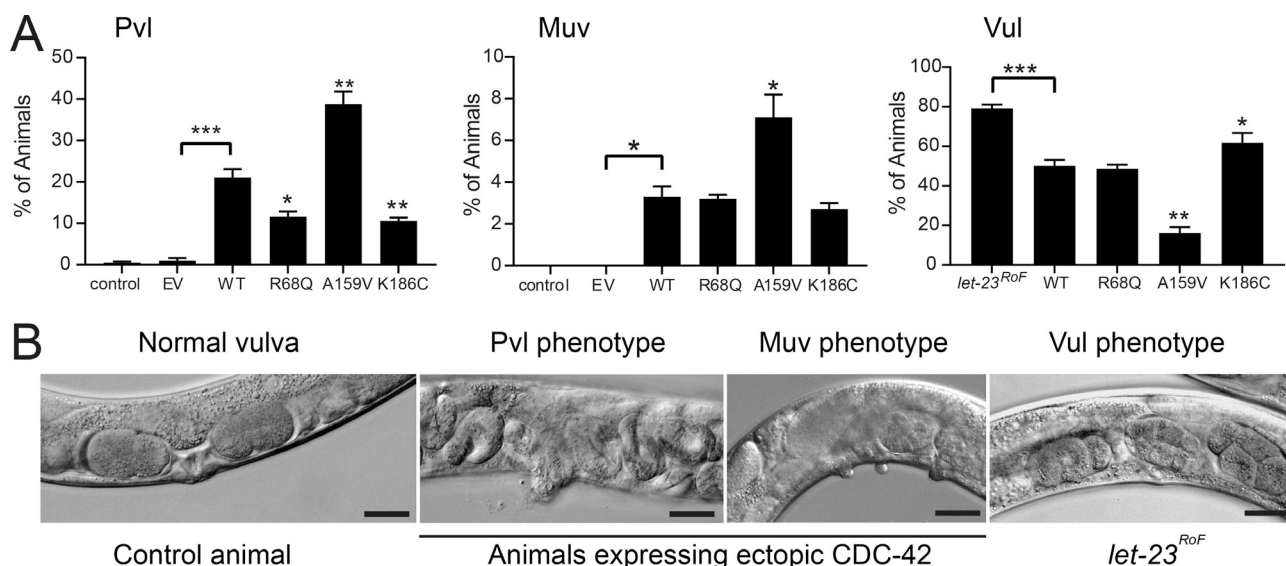 A
Pvl
Muv
Vul
% of Animals
50
40
30
20
10
0
***
*
**
**
control EV WT R68Q A159V K186C
% of Animals
10
8
6
4
2
0
*
*
control EV WT R68Q A159V K186C
% of Animals
100
80
60
40
20
0
***
**
*
let-23RoF WT R68Q A159V K186C
B
Normal vulva
Pvl phenotype
Muv phenotype
Vul phenotype
Control animal
Animals expressing ectopic CDC-42
let-23RoF